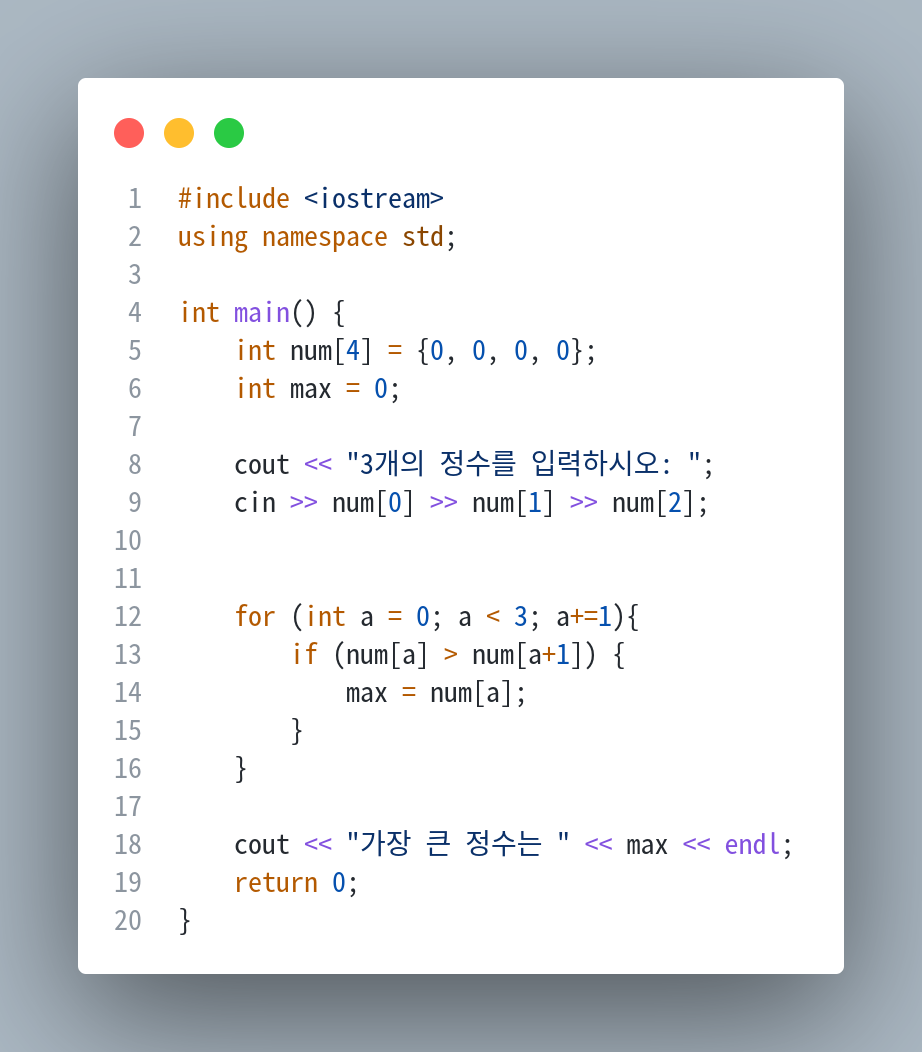 1 #include <iostream>
2 using namespace std;
3
4 int main() {
5     int num[4] = {0, 0, 0, 0};
6     int max = 0;
7
8     cout << "3개의 정수를 입력하시오: ";
9     cin >> num[0] >> num[1] >> num[2];
10
11
12     for (int a = 0; a < 3; a+=1){
13         if (num[a] > num[a+1]) {
14             max = num[a];
15         }
16     }
17
18     cout << "가장 큰 정수는 " << max << endl;
19     return 0;
20 }